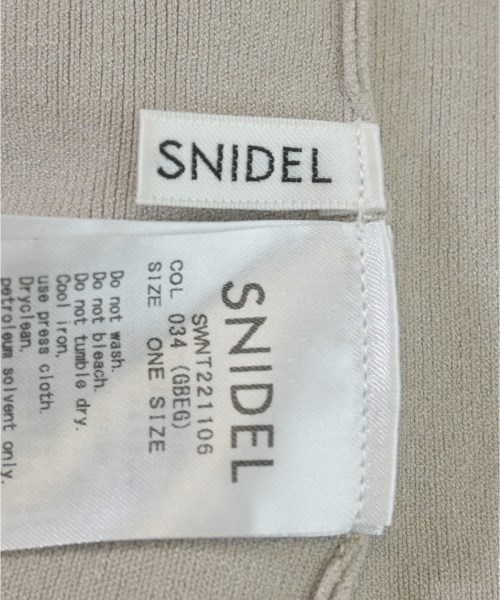 SNIDEL
SNIDEL
SWNT221106
COL 034 (GBEG)
SIZE ONE SIZE
Do not wash.
Do not bleach.
Do not tumble dry.
Cool iron,
use press cloth.
Dryclean,
petroleum solvent only.